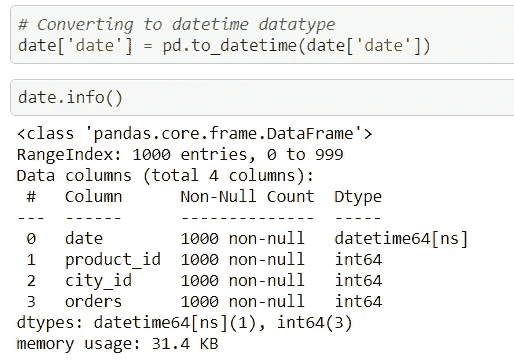 # Converting to datetime datatype
date['date'] = pd.to_datetime(date['date'])
date.info()
<class 'pandas.core.frame.DataFrame'>
RangeIndex: 1000 entries, 0 to 999
Data columns (total 4 columns):
 #   Column      Non-Null Count  Dtype
---  ------      --------------  -----
 0   date        1000 non-null   datetime64[ns]
 1   product_id  1000 non-null   int64
 2   city_id     1000 non-null   int64
 3   orders      1000 non-null   int64
dtypes: datetime64[ns](1), int64(3)
memory usage: 31.4 KB